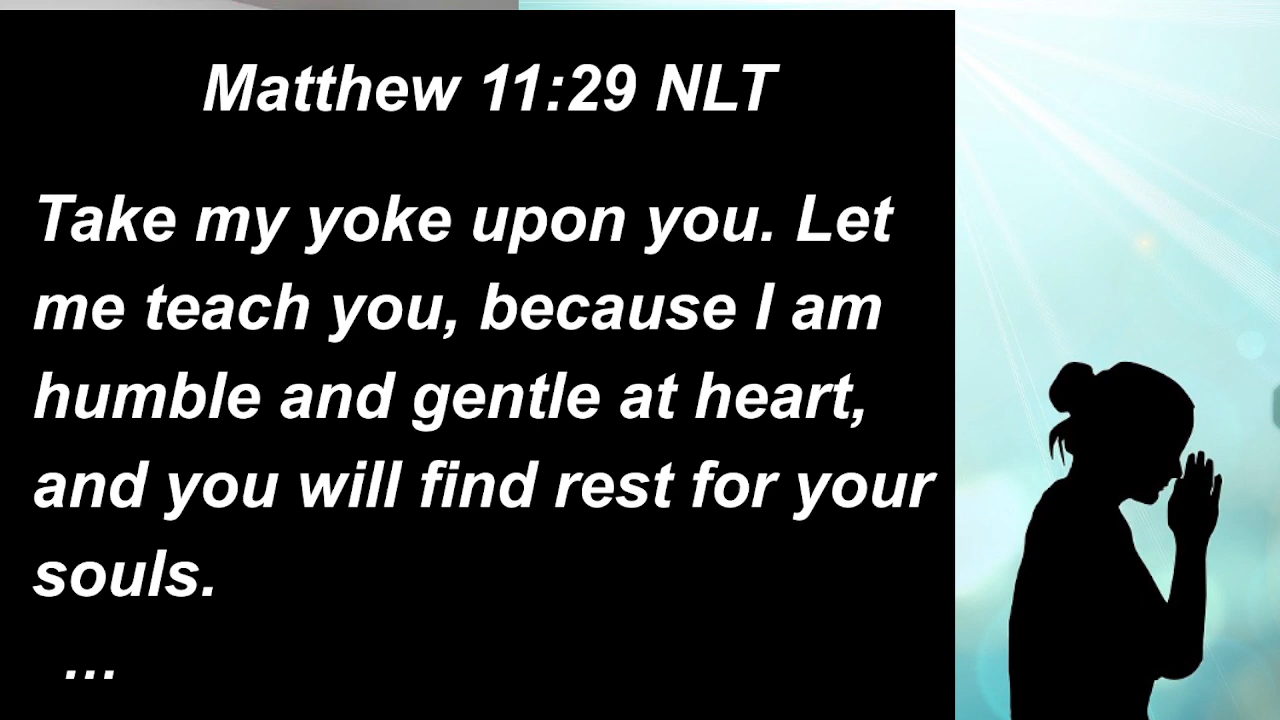 Matthew 11:29 NLT
Take my yoke upon you. Let
me teach you, because I am
humble and gentle at heart,
and you will find rest for your
souls.
...